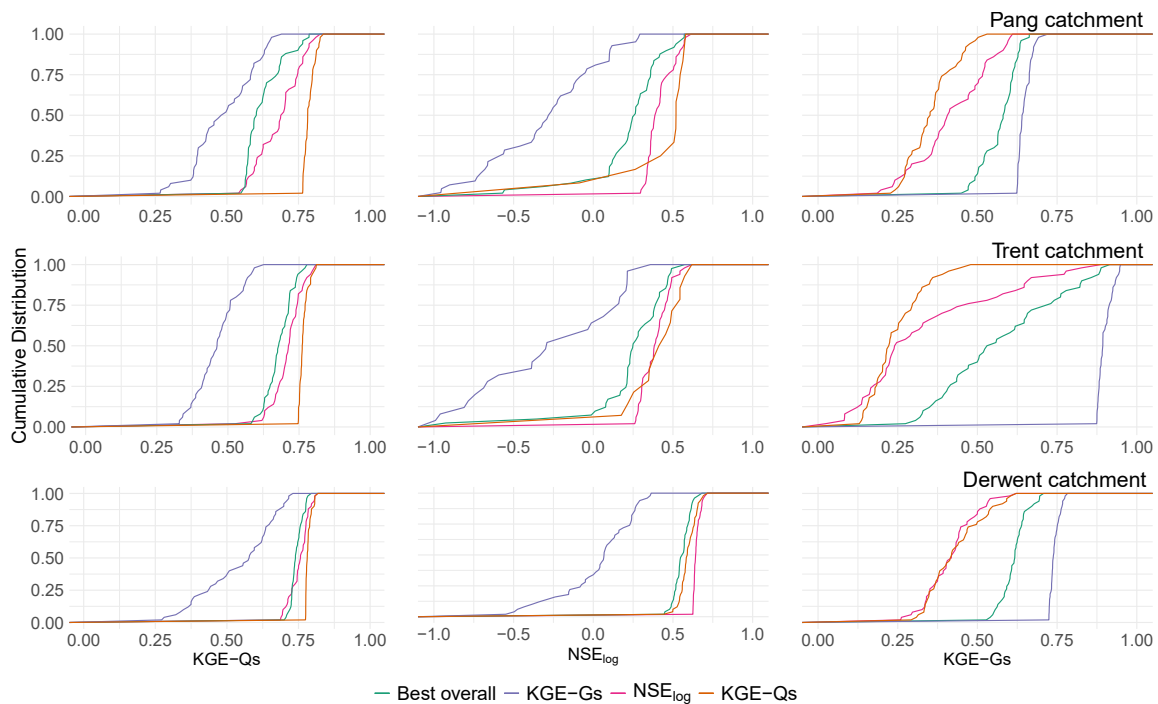 Pang catchment
1.00
0.75
0.50
0.25
0.00
0.00 0.25 0.50 0.75 1.00
−1.0 −0.5 0.0 0.5 1.0
0.00 0.25 0.50 0.75 1.00
Trent catchment
Cumulative Distribution
1.00
0.75
0.50
0.25
0.00
0.00 0.25 0.50 0.75 1.00
−1.0 −0.5 0.0 0.5 1.0
0.00 0.25 0.50 0.75 1.00
Derwent catchment
1.00
0.75
0.50
0.25
0.00
0.00 0.25 0.50 0.75 1.00
−1.0 −0.5 0.0 0.5 1.0
0.00 0.25 0.50 0.75 1.00
KGE−Qs NSElog KGE−Gs
Best overall KGE−Gs NSElog KGE−Qs